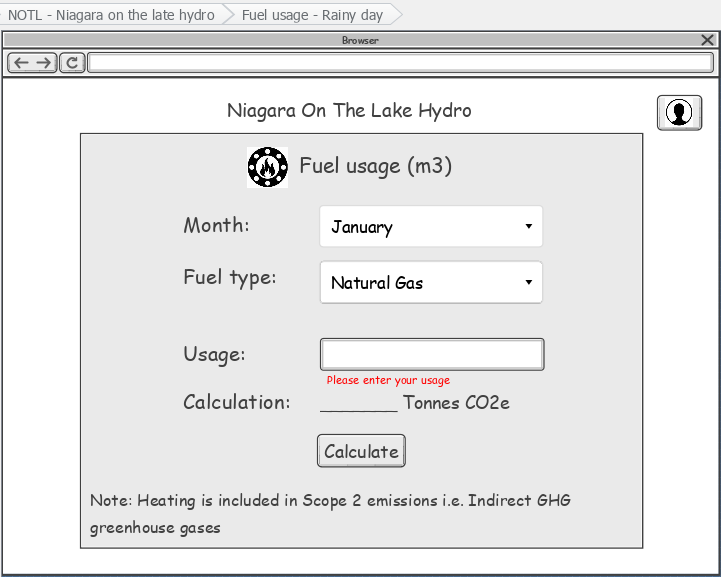 NOTL - Niagara on the late hydro
Fuel usage - Rainy day
Browser
Niagara On The Lake Hydro
Fuel usage (m3)
Month:
January
Fuel type:
Natural Gas
Usage:
Please enter your usage
Calculation:
________ Tonnes CO2e
Calculate
Note: Heating is included in Scope 2 emissions i.e. Indirect GHG
greenhouse gases